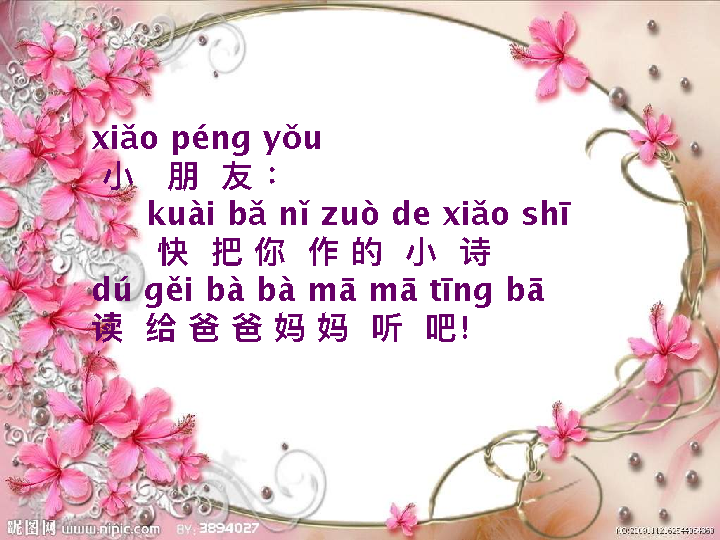 xiǎo péng yǒu
小 朋 友：
kuài bǎ nǐ zuò de xiǎo shī
快 把 你 作 的 小 诗
dú gěi bà bà mā mā tīng bā
读 给 爸 爸 妈 妈 听 吧！
昵图网 www.nipic.com BY: 3894027